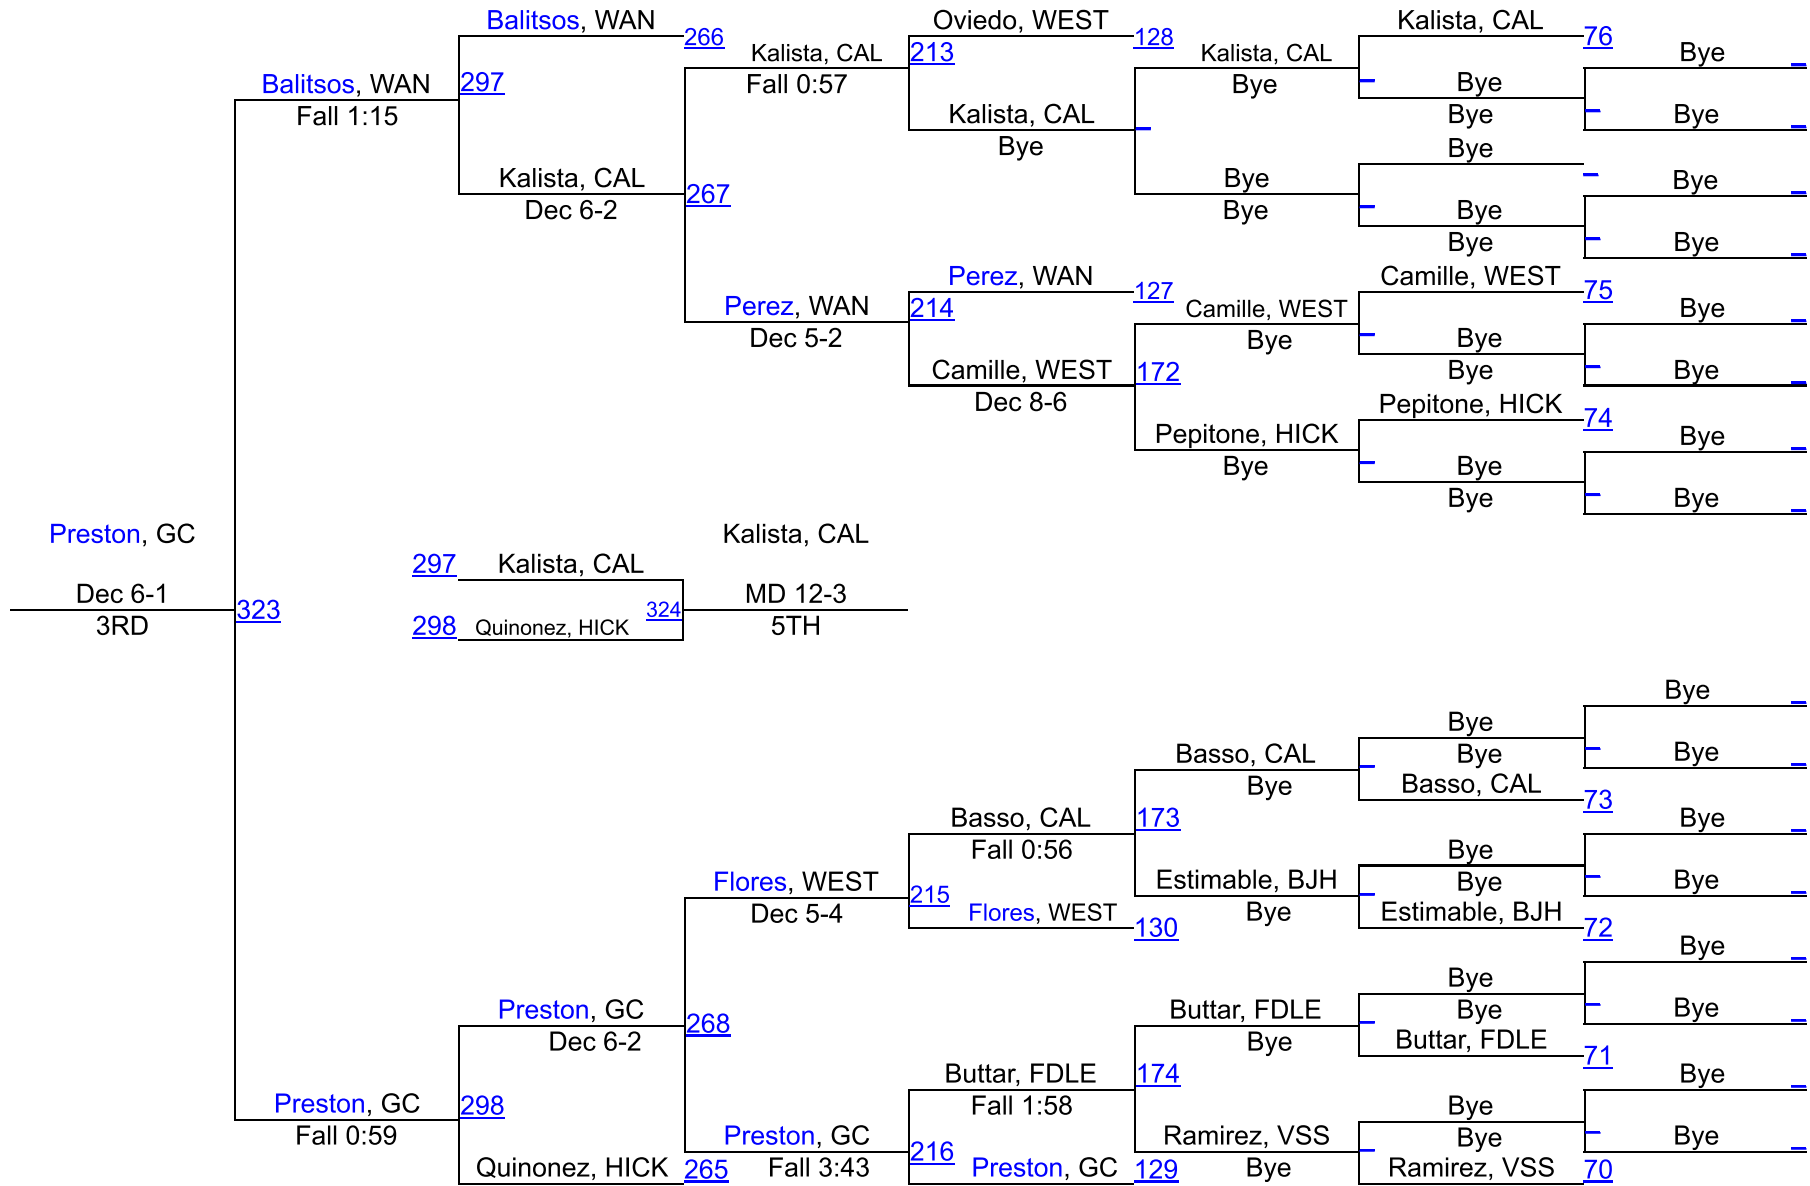 Balitsos, WAN
266
Balitsos, WAN
Fall 1:15
297
Kalista, CAL
Dec 6-2
Kalista, CAL
Fall 0:57
267
Perez, WAN
Dec 5-2
Oviedo, WEST
128
213
Kalista, CAL
Bye
Perez, WAN
127
214
Camille, WEST
Dec 8-6
Kalista, CAL
Bye
Bye
Bye
Camille, WEST
Bye
172
Pepitone, HICK
Bye
Kalista, CAL
76
Bye
Bye
Bye
Bye
Bye
Camille, WEST
75
Bye
Bye
Pepitone, HICK
74
Bye
Bye
Bye
Bye
Bye
Bye
Bye
Bye
Bye
Bye
Preston, GC
Dec 6-1
3RD
323
297
Kalista, CAL
298
Quinonez, HICK
324
Kalista, CAL
MD 12-3
5TH
Preston, GC
Fall 0:59
298
Preston, GC
Dec 6-2
Quinonez, HICK
265
268
Flores, WEST
Dec 5-4
Preston, GC
Fall 3:43
Basso, CAL
Fall 0:56
215
Flores, WEST
130
Buttar, FDLE
Fall 1:58
216
Preston, GC
129
Basso, CAL
Bye
173
Estimable, BJH
Bye
Buttar, FDLE
Bye
174
Ramirez, VSS
Bye
Bye
Bye
Basso, CAL
73
Bye
Bye
Estimable, BJH
72
Bye
Bye
Buttar, FDLE
71
Bye
Bye
Ramirez, VSS
70
Bye
Bye
Bye
Bye
Bye
Bye
Bye
Bye